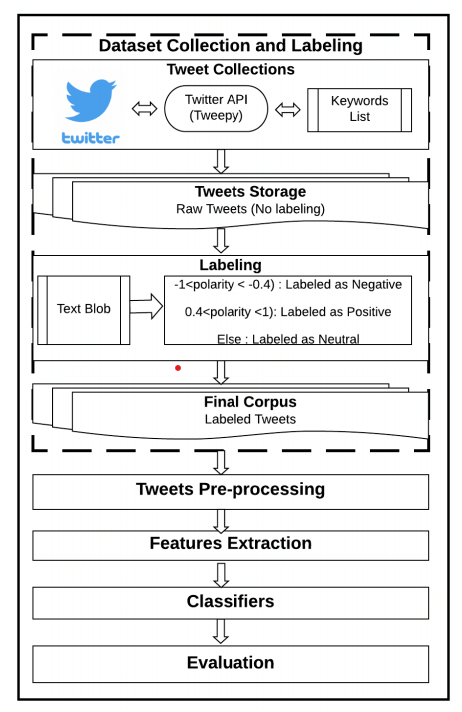 Dataset Collection and Labeling
Tweet Collections
twitter
Twitter API
(Tweepy)
Keywords
List
Tweets Storage
Raw Tweets (No labeling)
Labeling
Text Blob
-1<polarity < -0.4) : Labeled as Negative
0.4<polarity <1): Labeled as Positive
Else : Labeled as Neutral
Final Corpus
Labeled Tweets
Tweets Pre-processing
Features Extraction
Classifiers
Evaluation